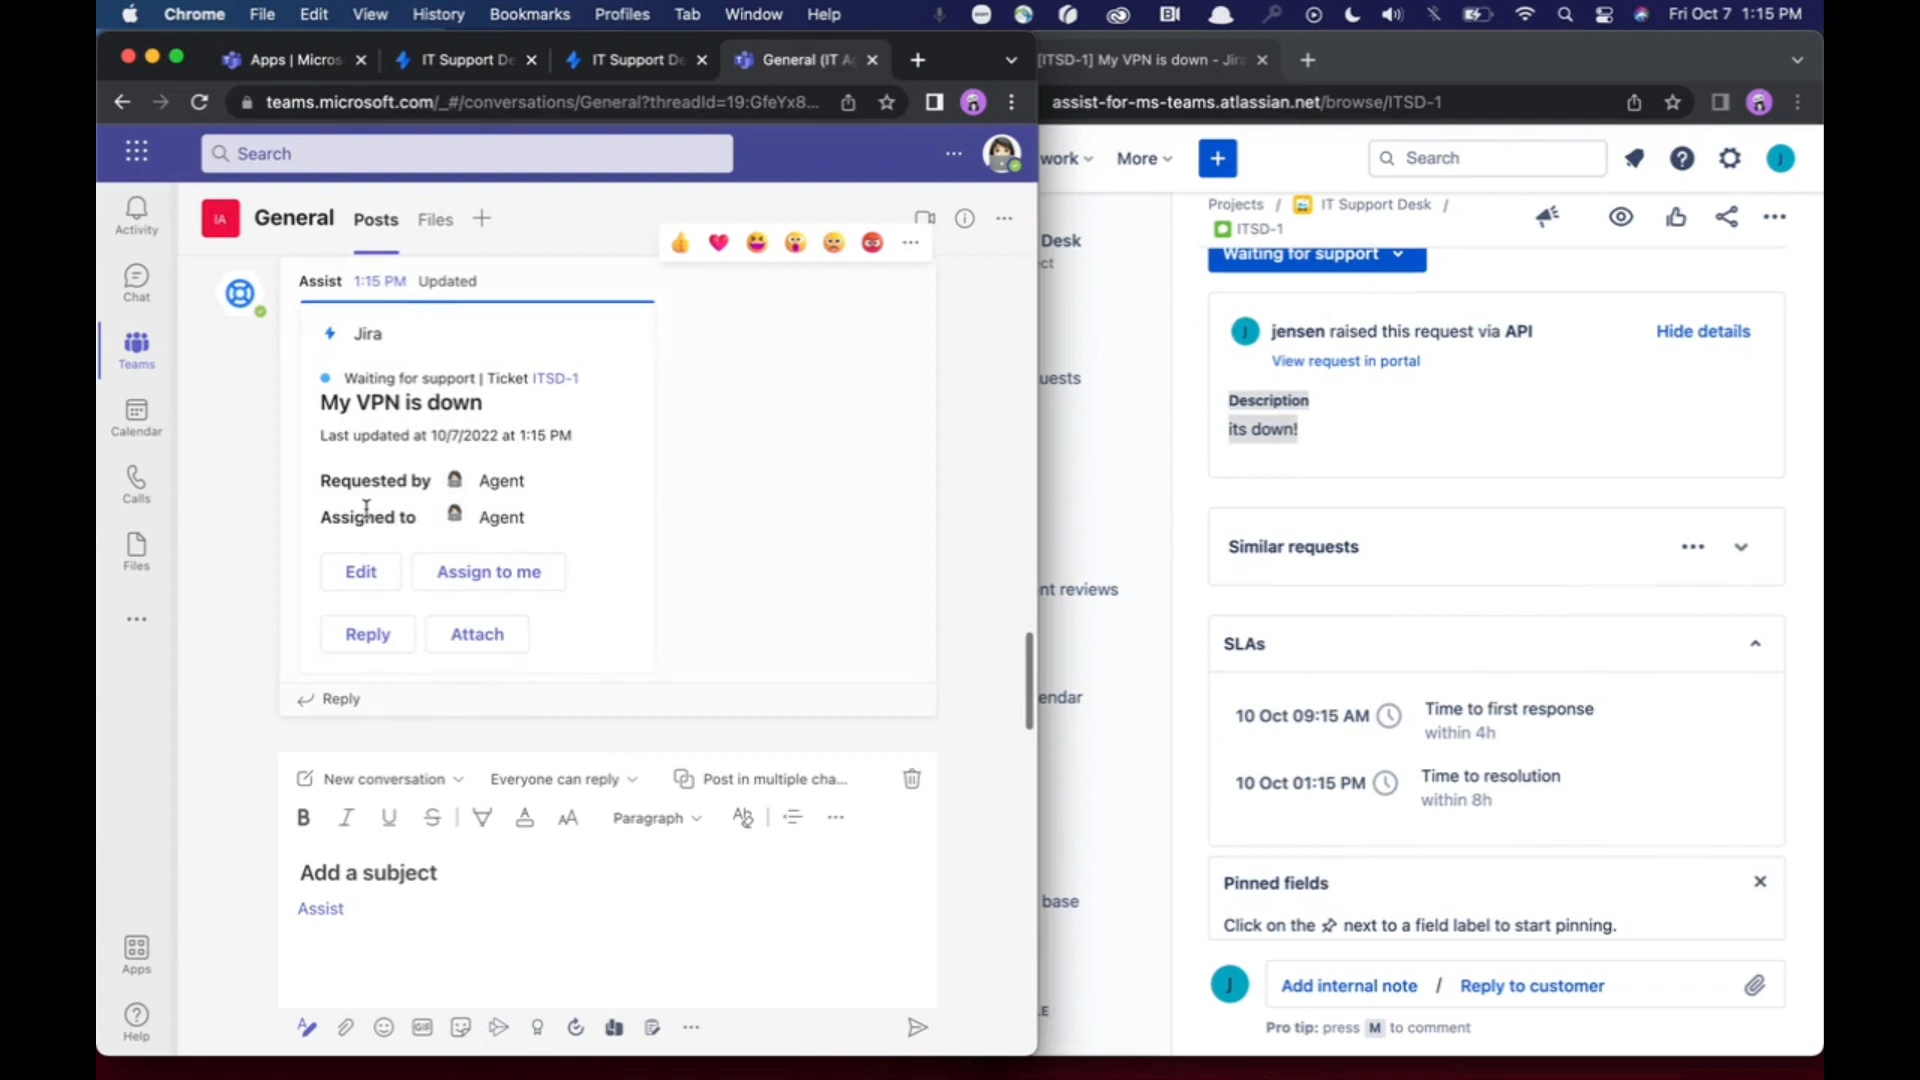 Chrome File Edit View History Bookmarks Profiles Tab Window Help Fri Oct 7 1:15 PM
Apps | Micros IT Support De IT Support De General (IT A
[ITSD-1] My VPN is down - Jira
teams.microsoft.com/_#/conversations/General?threadId=19:GfeYx8...
assist-for-ms-teams.atlassian.net/browse/ITSD-1
Search
Activity
Chat
Teams
Calendar
Calls
Files
Apps
Help
IA General Posts Files
Assist 1:15 PM Updated
Jira
Waiting for support | Ticket ITSD-1
My VPN is down
Last updated at 10/7/2022 at 1:15 PM
Requested by Agent
Assigned to Agent
Edit Assign to me
Reply Attach
Reply
New conversation Everyone can reply Post in multiple cha...
B I U S A AA Paragraph
Add a subject
Assist
GIF
work More + Search J
Projects / IT Support Desk /
ITSD-1
Waiting for support
Desk
ct
uests
nt reviews
endar
base
J jensen raised this request via API Hide details
View request in portal
Description
its down!
Similar requests
SLAs
10 Oct 09:15 AM Time to first response
within 4h
10 Oct 01:15 PM Time to resolution
within 8h
Pinned fields
Click on the next to a field label to start pinning.
J Add internal note / Reply to customer
Pro tip: press M to comment